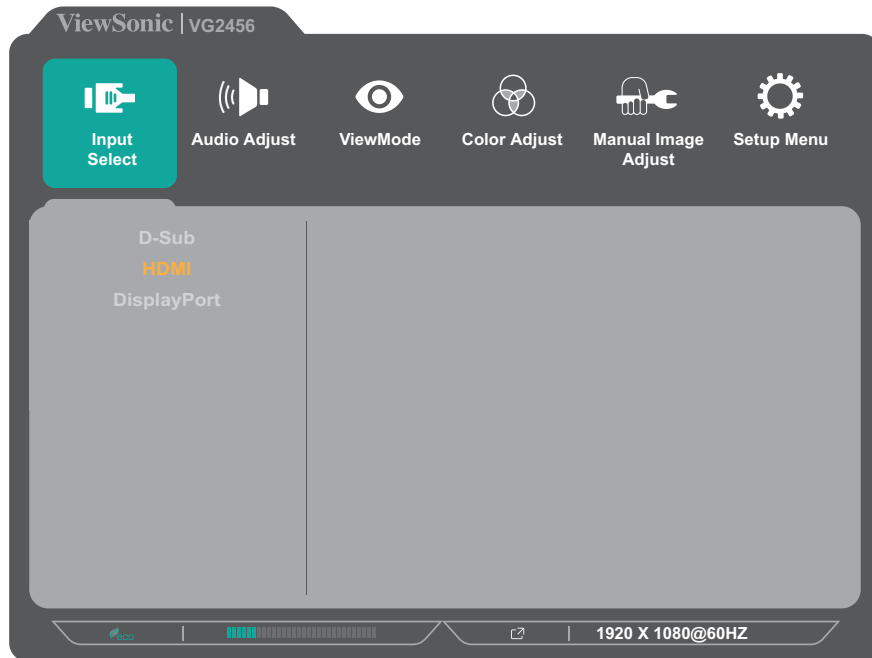 ViewSonic | VG2456
Input
Select
Audio Adjust
ViewMode
Color Adjust
Manual Image
Adjust
Setup Menu
D-Sub
HDMI
DisplayPort
eco
1920 X 1080@60HZ